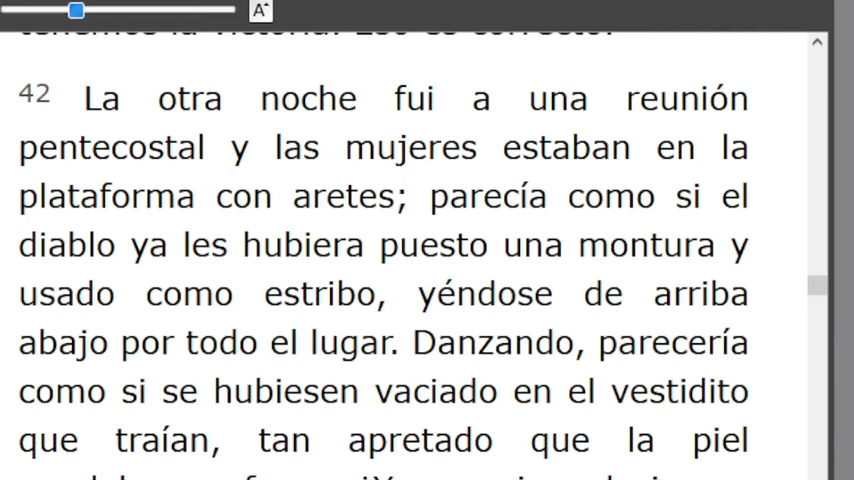 A
42 La otra noche fui a una reunión
pentecostal y las mujeres estaban en la
plataforma con aretes; parecía como si el
diablo ya les hubiera puesto una montura y
usado como estribo, yéndose de arriba
abajo por todo el lugar. Danzando, parecería
como si se hubiesen vaciado en el vestidito
que traían, tan apretado que la piel